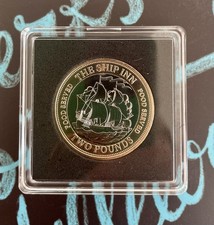 THE SHIP INN
FOOD SERVED
FOOD SERVED
TWO POUNDS